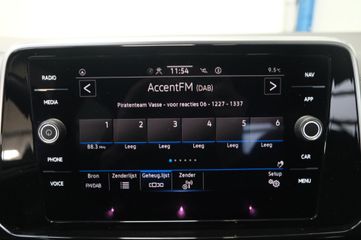 RADIO
11:54
9.5°C
NAV
AccentFM (DAB)
MEDIA
APP
Piratenteam Vasse - voor reacties 06 - 1227 - 1337
1 2 3 4 5 6
88.3 MHz Leeg Leeg Leeg Leeg Leeg
PHONE
CAR
Bron Zenderlijst Geheug.lijst Zender Setup
FM/DAB
VOICE
MENU